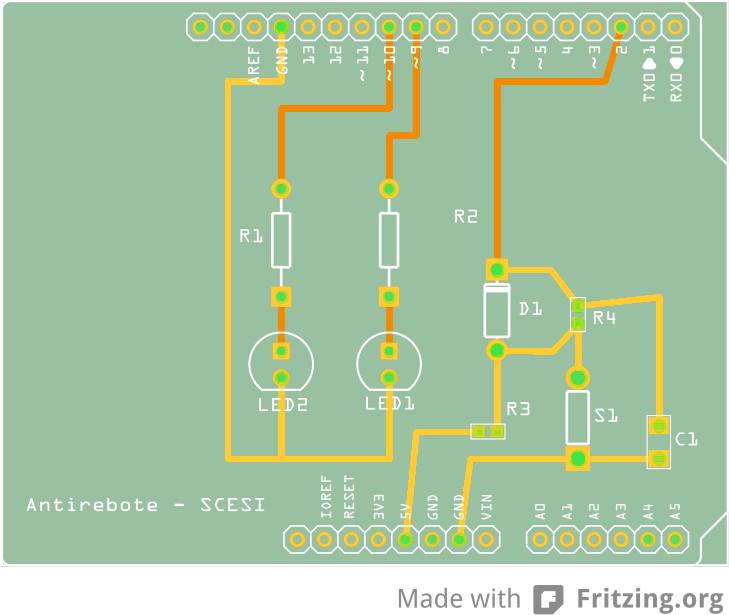 AREF
GND
13
12
~11
~10
~9
8
7
~6
~5
4
~3
2
TX0 1
RX0 0
R1
R2
D1
R4
LED2
LED1
R3
S1
C1
Antirebote - SCESI
IOREF
RESET
3V3
5V
GND
GND
VIN
A0
A1
A2
A3
A4
A5
Made with Fritzing.org